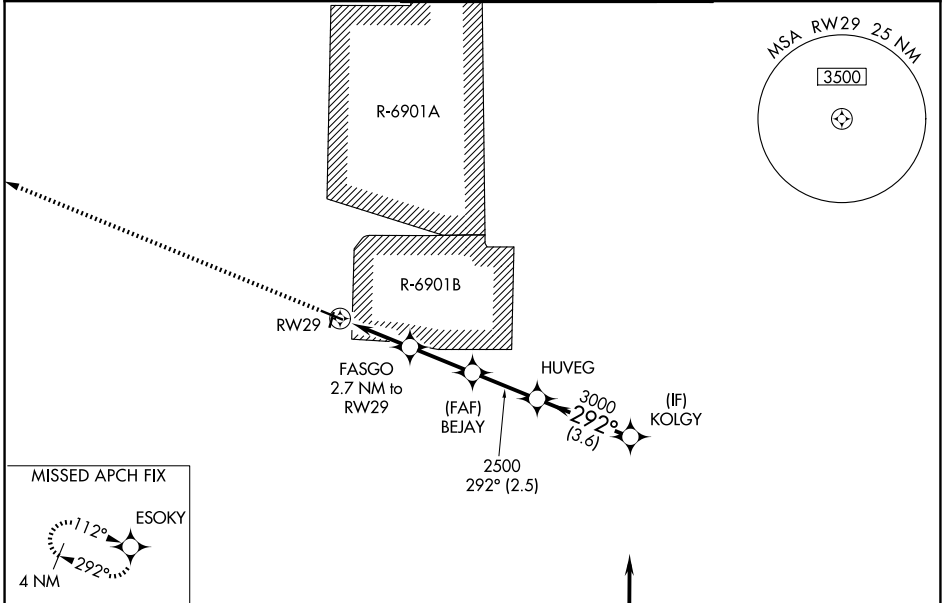 MSA RW29 25 NM
3500
R-6901A
R-6901B
RW29
FASGO
2.7 NM to
RW29
(FAF)
BEJAY
HUVEG
3000
292°
(3.6)
(IF)
KOLGY
2500
292° (2.5)
MISSED APCH FIX
ESOKY
112°
292°
4 NM